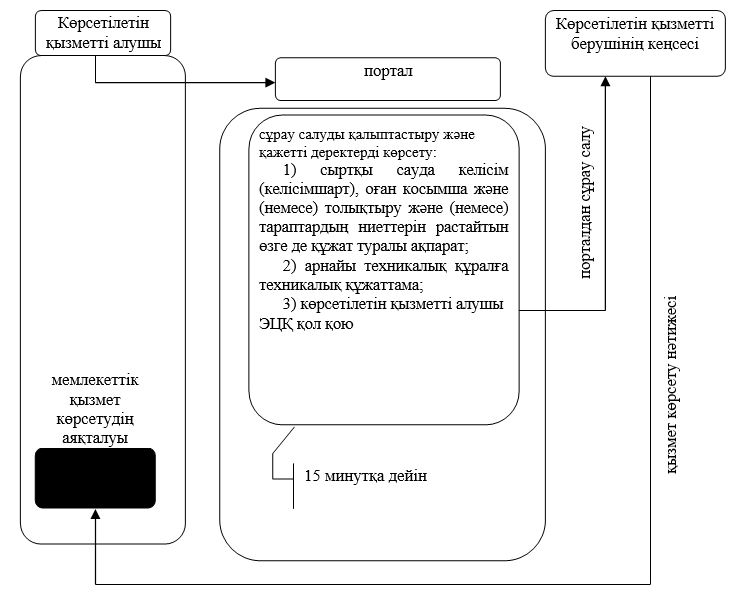 Көрсетілетін
қызметті алушы
портал
Көрсетілетін қызметті
берушінің кеңсесі
сұрау салуды қалыптастыру және
қажетті деректерді көрсету:
1) сыртқы сауда келісім
(келісімшарт), оған косымша және
(немесе) толықтыру және (немесе)
тараптардың ниеттерін растайтын
өзге де құжат туралы ақпарат;
2) арнайы техникалық құралға
техникалық құжаттама;
3) көрсетілетін қызметті алушы
ЭЦҚ қол қою
порталдан сұрау салу
қызмет көрсету нәтижесі
мемлекеттік
қызмет
көрсетудің
аяқталуы
15 минутқа дейін